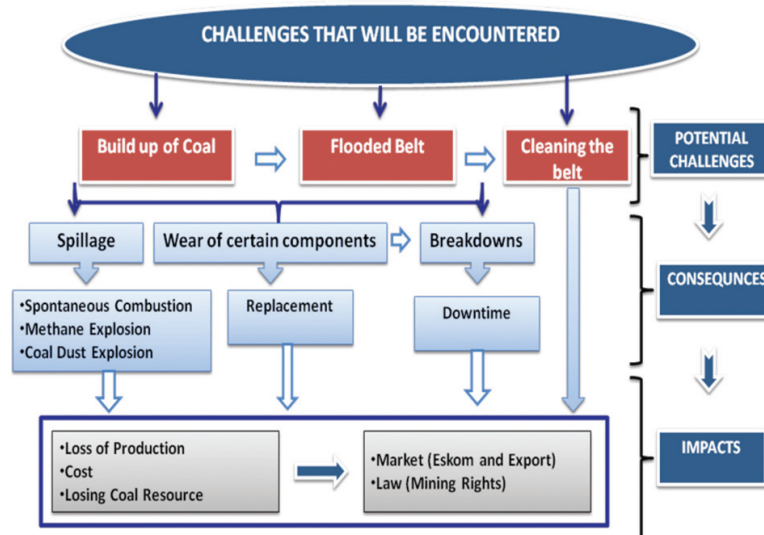 CHALLENGES THAT WILL BE ENCOUNTERED
Build up of Coal
Flooded Belt
Cleaning the
belt
POTENTIAL
CHALLENGES
Spillage
Wear of certain components
Breakdowns
CONSEQUNCES
•Spontaneous Combustion
•Methane Explosion
•Coal Dust Explosion
Replacement
Downtime
IMPACTS
•Loss of Production
•Cost
•Losing Coal Resource
•Market (Eskom and Export)
•Law (Mining Rights)